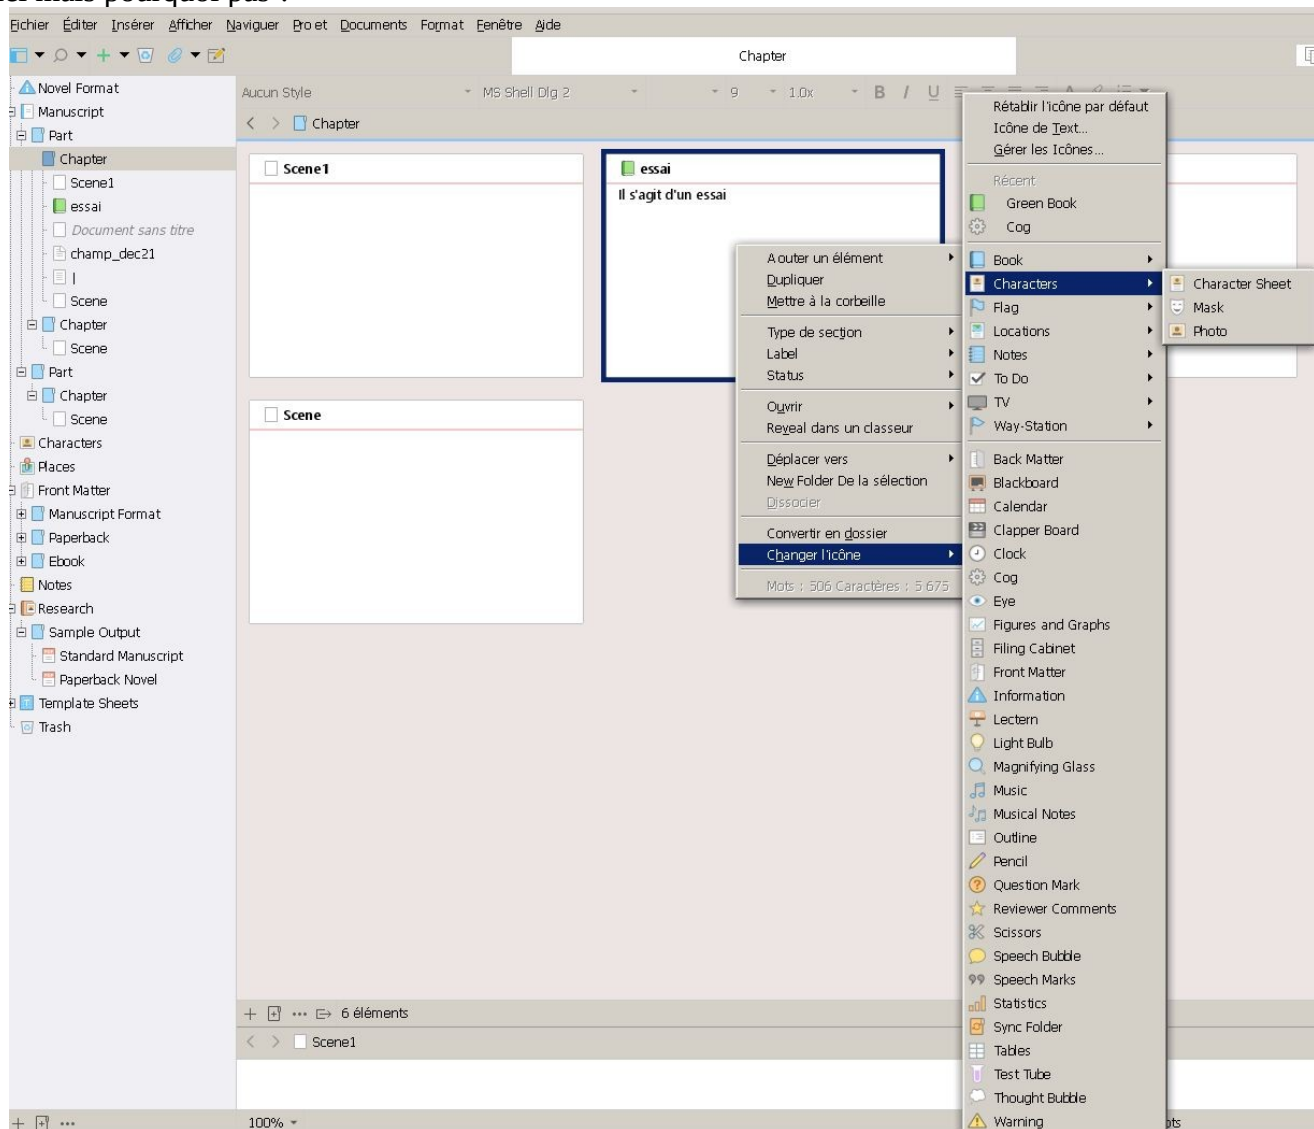 mais pourquoi pas
Fichier Éditer Insérer Afficher Naviguer Pro et Documents Format Fenêtre Aide
Chapter
Novel Format
Manuscript
Part
Chapter
Scene1
essai
Document sans titre
champ_dec21
|
Scene
Chapter
Scene
Part
Chapter
Scene
Characters
Places
Front Matter
Manuscript Format
Paperback
Ebook
Notes
Research
Sample Output
Standard Manuscript
Paperback Novel
Template Sheets
Trash
Aucun Style MS Shell Dlg 2 9 1.0x B I U
Chapter
Scene1
essai
Il s'agit d'un essai
Scene
A outer un élément
Dupliquer
Mettre à la corbeille
Type de section
Label
Status
Ouvrir
Reveal dans un classeur
Déplacer vers
New Folder De la sélection
Dissocier
Convertir en dossier
Changer l'icône
Mots : 506 Caractères : 5 675
Rétablir l'icône par défaut
Icône de Text...
Gérer les Icônes...
Récent
Green Book
Cog
Book
Characters
Flag
Locations
Notes
To Do
TV
Way-Station
Back Matter
Blackboard
Calendar
Clapper Board
Clock
Cog
Eye
Figures and Graphs
Filing Cabinet
Front Matter
Information
Lectern
Light Bulb
Magnifying Glass
Music
Musical Notes
Outline
Pencil
Question Mark
Reviewer Comments
Scissors
Speech Bubble
Speech Marks
Statistics
Sync Folder
Tables
Test Tube
Thought Bubble
Warning
Character Sheet
Mask
Photo
6 éléments
Scene1
100%